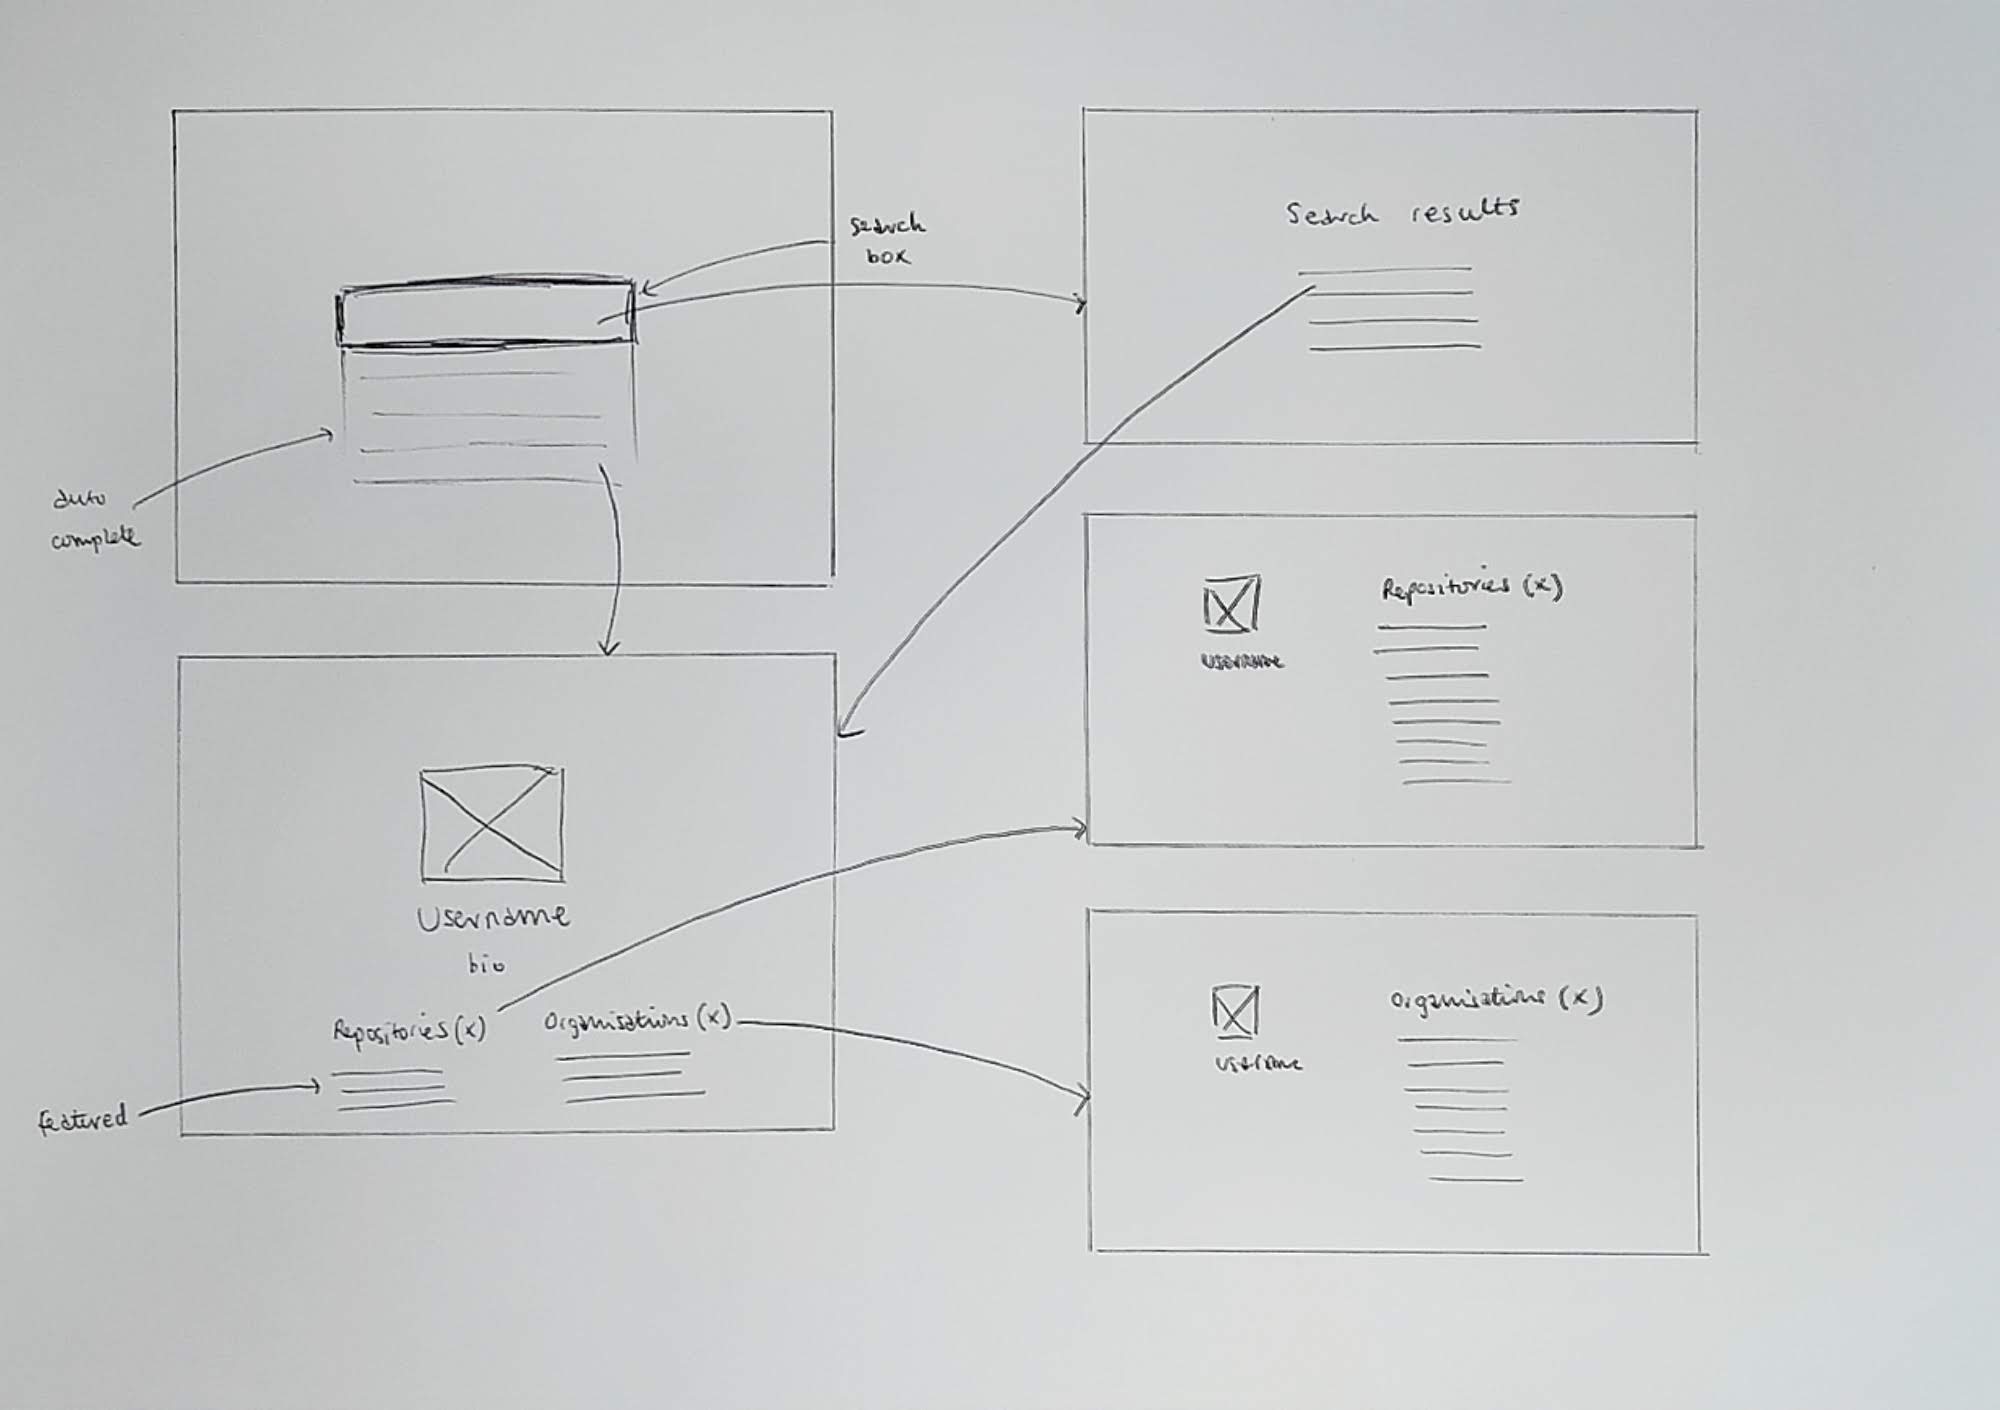 search
box
auto
complete
Search results
Username
bio
Repositories (x)
Organisations (x)
featured
Repositories (x)
username
Organisations (x)
username